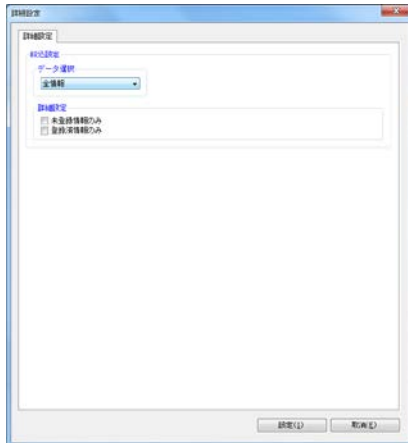 詳細設定
詳細設定
絞込設定
データ選択
全情報
詳細設定
未登録情報のみ
登録済情報のみ
設定(I)
取消(E)